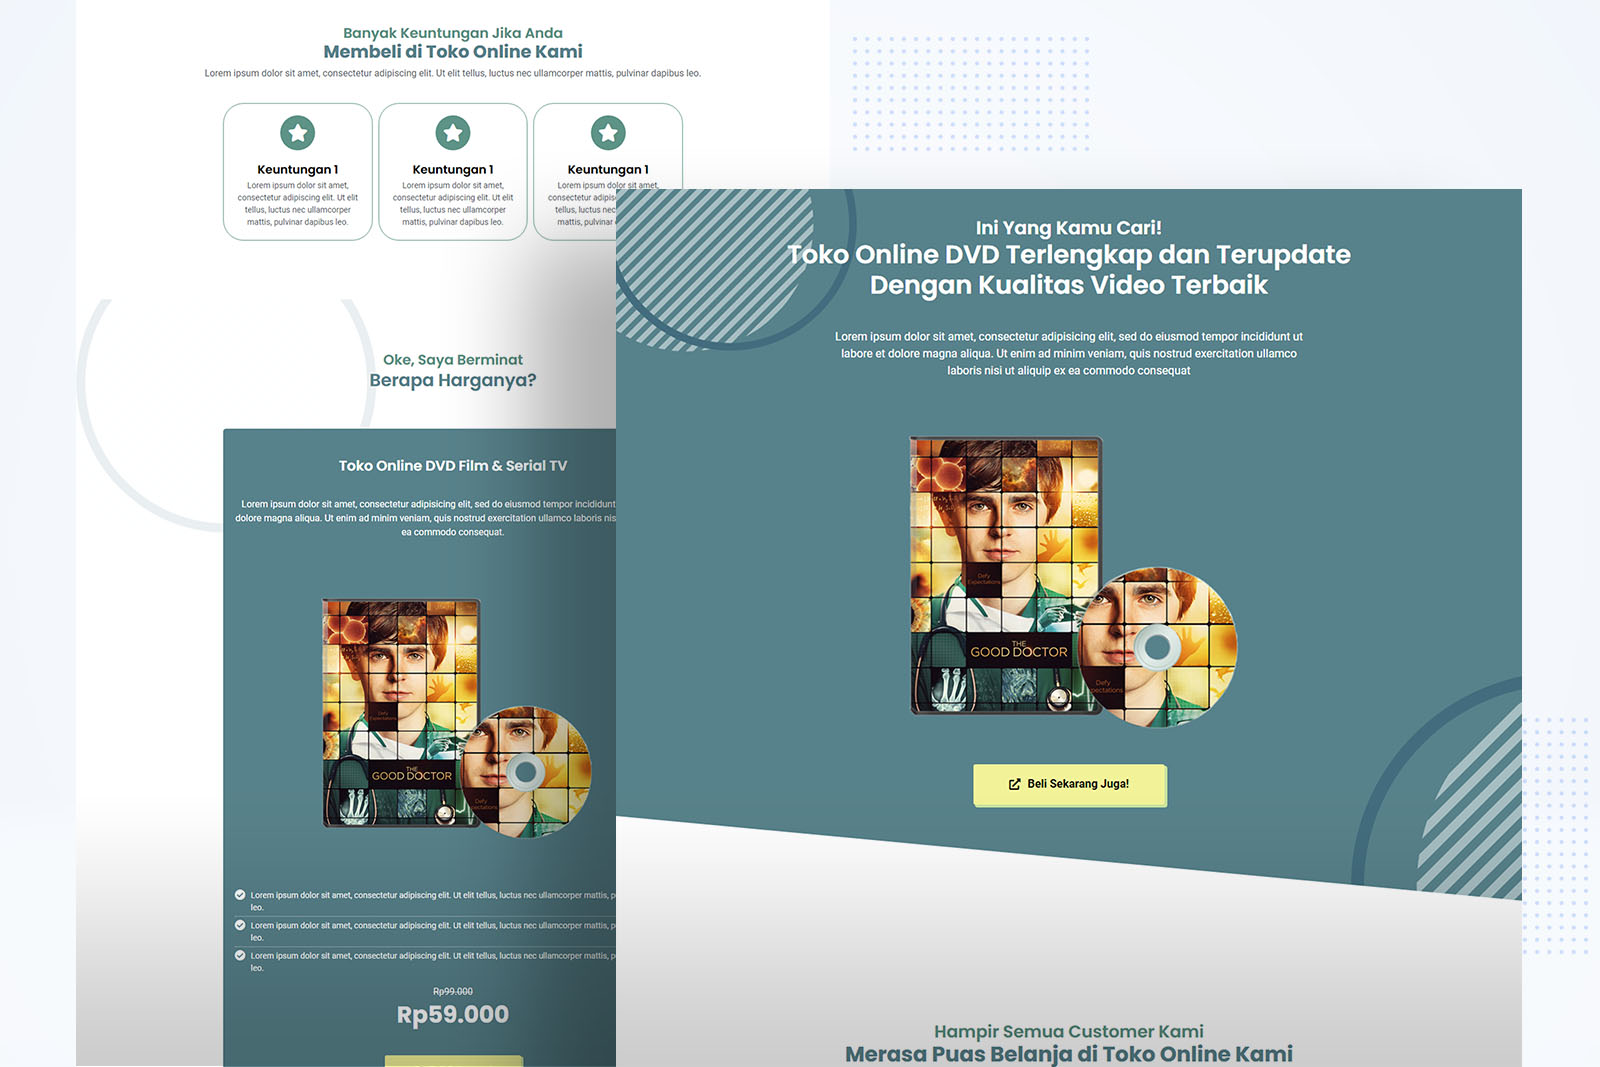 Banyak Keuntungan Jika Anda
Membeli di Toko Online Kami
Lorem ipsum dolor sit amet, consectetur adipiscing elit. Ut elit tellus, luctus nec ullamcorper mattis, pulvinar dapibus leo.
Keuntungan 1
Lorem ipsum dolor sit amet,
consectetur adipiscing elit. Ut elit
tellus, luctus nec ullamcorper
mattis, pulvinar dapibus leo.
Keuntungan 1
Lorem ipsum dolor sit amet,
consectetur adipiscing elit. Ut elit
tellus, luctus nec ullamcorper
mattis, pulvinar dapibus leo.
Keuntungan 1
Lorem ipsum dolor sit amet,
consectetur
tellus, luctus nec
mattis, pulvinar
Oke, Saya Berminat
Berapa Harganya?
Toko Online DVD Film & Serial TV
Lorem ipsum dolor sit amet, consectetur adipisicing elit, sed do eiusmod tempor incididunt
dolore magna aliqua. Ut enim ad minim veniam, quis nostrud exercitation ullamco laboris nis
ea commodo consequat.
Defy
Expectations
THE
GOOD DOCTOR
Defy
pectations
Lorem ipsum dolor sit amet, consectetur adipiscing elit. Ut elit tellus, luctus nec ullamcorper mattis, p
leo.
Lorem ipsum dolor sit amet, consectetur adipiscing elit. Ut elit tellus, luctus nec ullamcorper mattis, p
leo.
Lorem ipsum dolor sit amet, consectetur adipiscing elit. Ut elit tellus, luctus nec ullamcorper mattis, p
leo.
Rp99.000
Rp59.000
Ini Yang Kamu Cari!
Toko Online DVD Terlengkap dan Terupdate
Dengan Kualitas Video Terbaik
Lorem ipsum dolor sit amet, consectetur adipisicing elit, sed do eiusmod tempor incididunt ut
labore et dolore magna aliqua. Ut enim ad minim veniam, quis nostrud exercitation ullamco
laboris nisi ut aliquip ex ea commodo consequat
Defy
Expectations
THE
GOOD DOCTOR
Defy
pectations
Beli Sekarang Juga!
Hampir Semua Customer Kami
Merasa Puas Belanja di Toko Online Kami